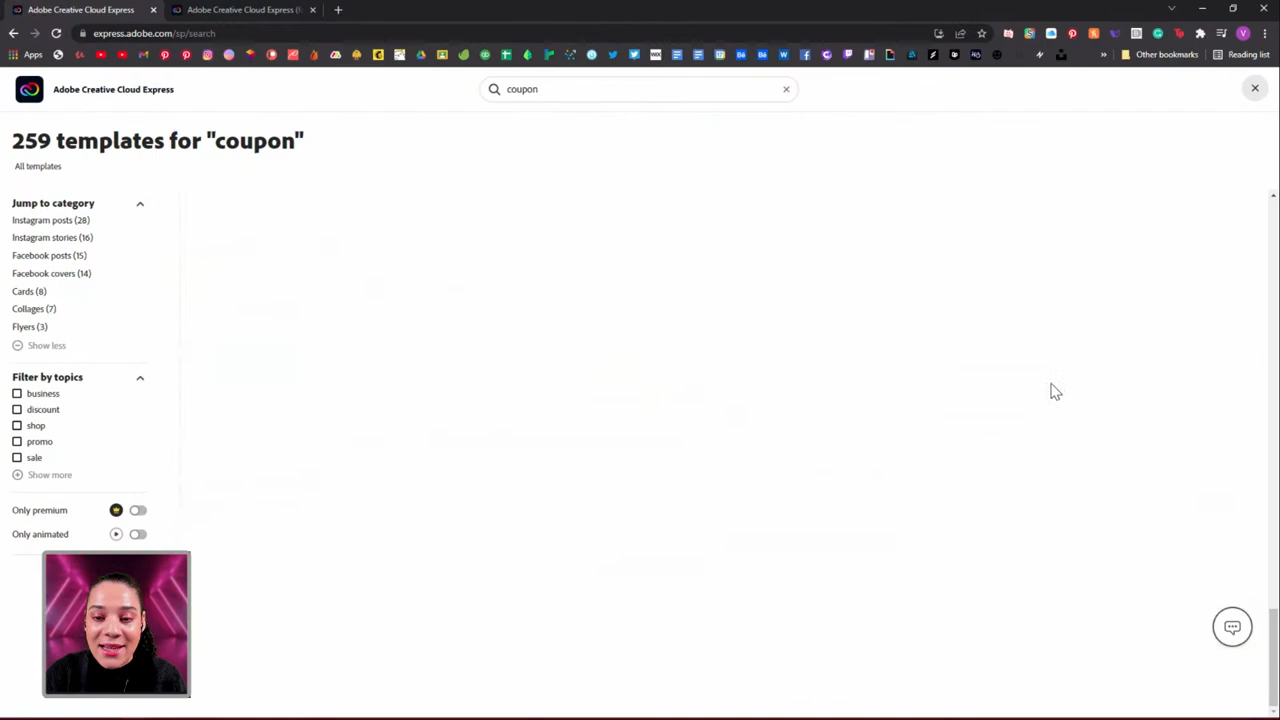 Adobe Creative Cloud Express
Adobe Creative Cloud Express (
express.adobe.com/sp/search
Apps
Other bookmarks
Reading list
Adobe Creative Cloud Express
coupon
259 templates for "coupon"
All templates
Jump to category
Instagram posts (28)
Instagram stories (16)
Facebook posts (15)
Facebook covers (14)
Cards (8)
Collages (7)
Flyers (3)
Show less
Filter by topics
business
discount
shop
promo
sale
Show more
Only premium
Only animated